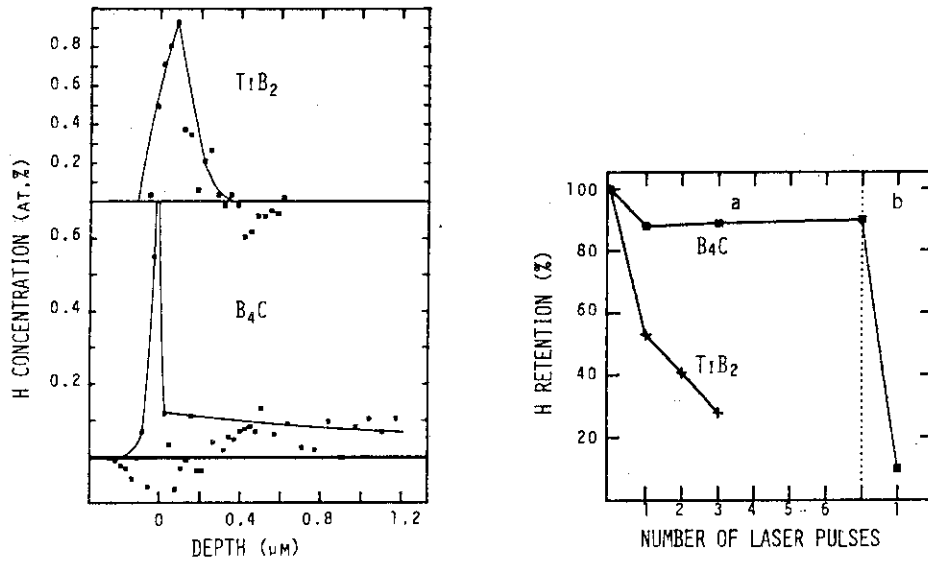 0.8
0.6
0.4
0.2
TiB2
H CONCENTRATION (AT.%)
0.6
0.4
0.2
B4C
0 0.4 0.8 1.2
DEPTH (µM)
100
80
60
40
20
H RETENTION (%)
a b
B4C
TiB2
1 2 3 4 5 6 7 1
NUMBER OF LASER PULSES